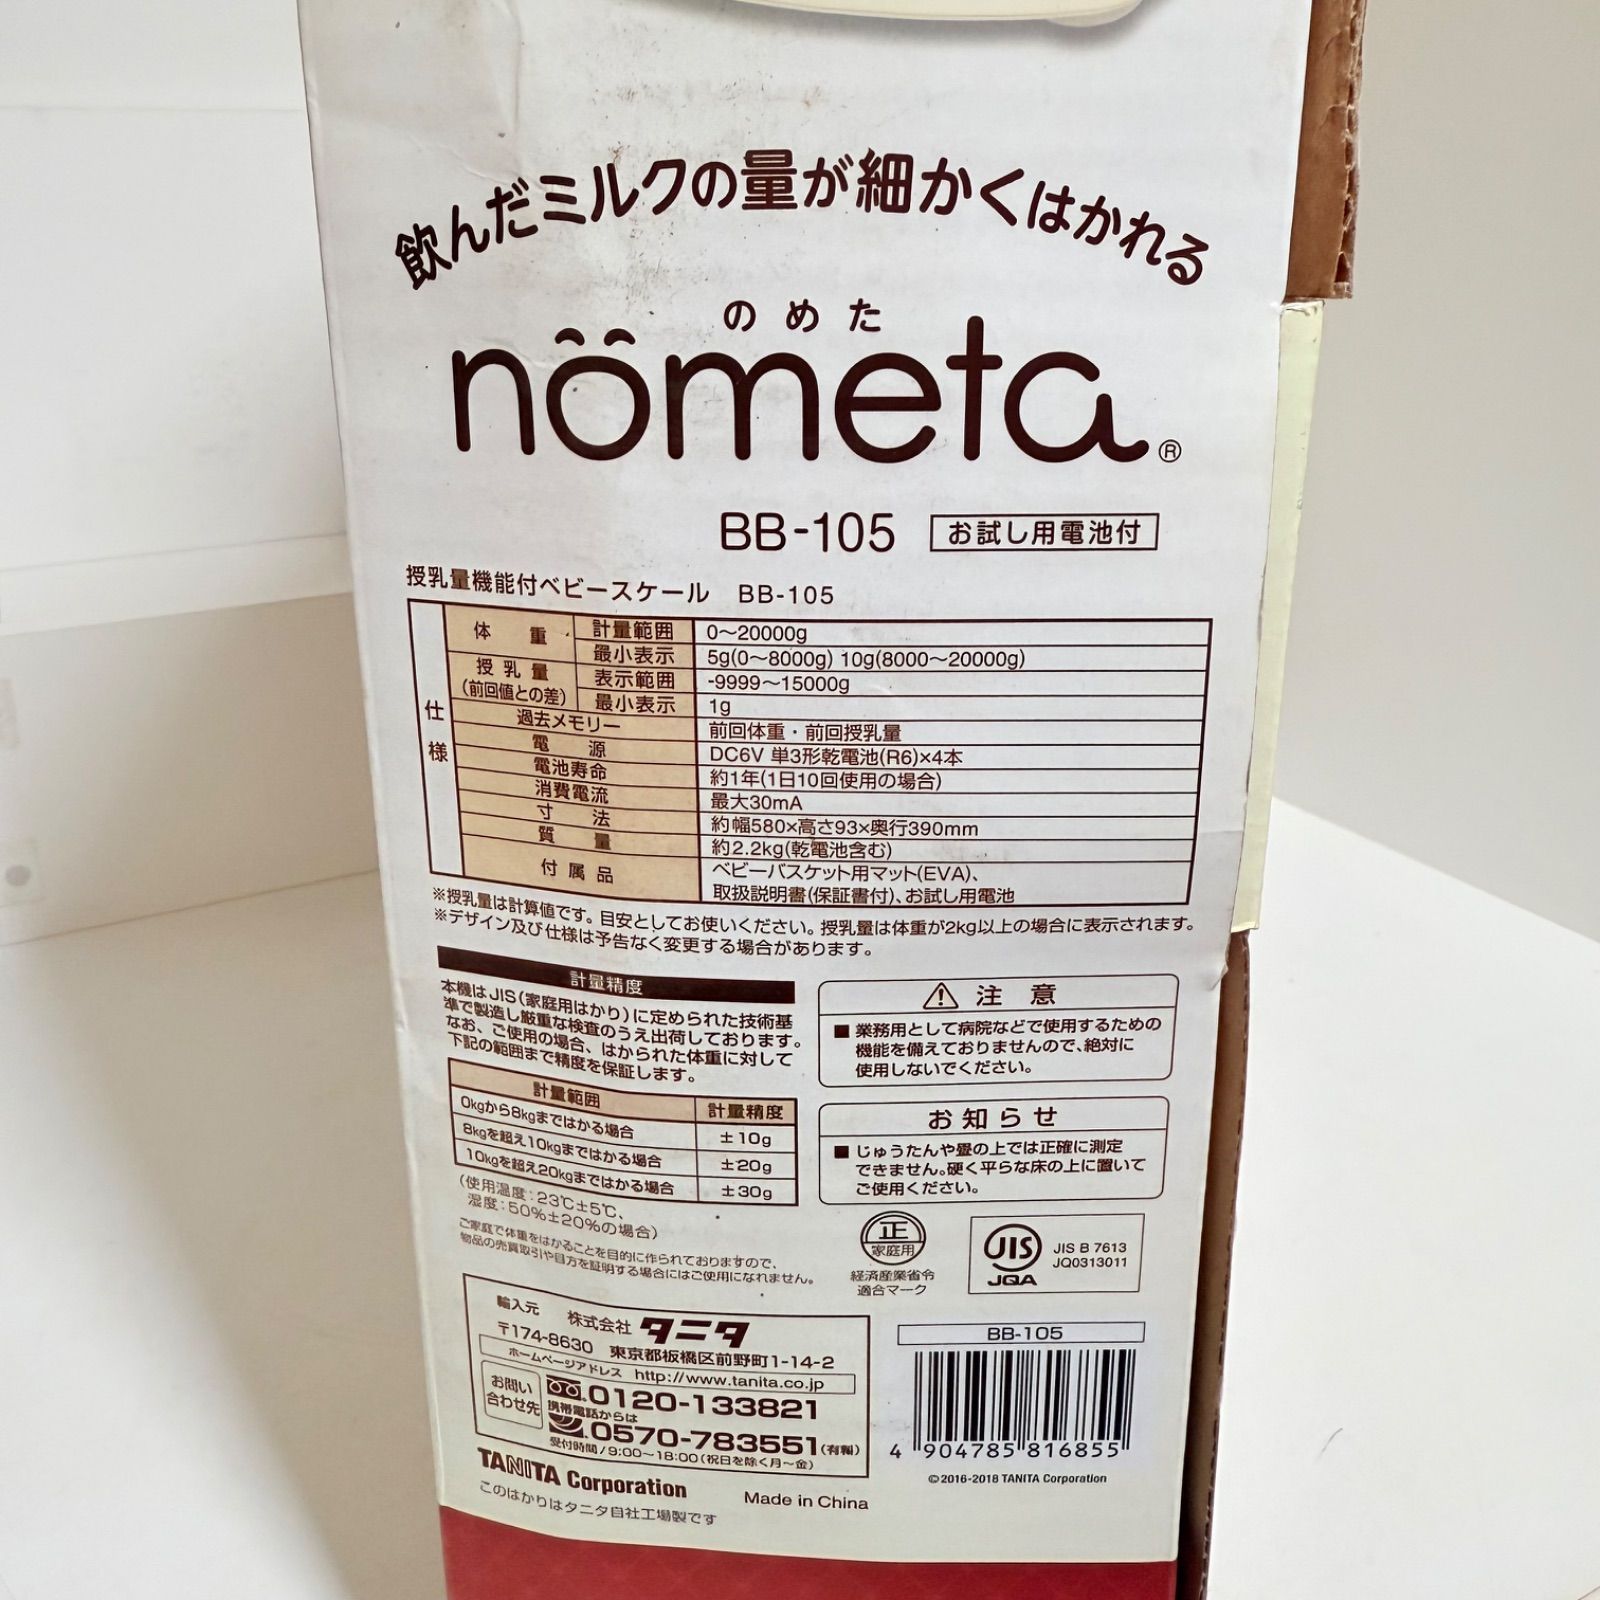 飲んだミルクの量が細かくはかれる
のめた
nömeta®
BB-105 お試し用電池付
授乳量機能付ベビースケール BB-105
仕様
体重 計量範囲 0〜20000g
最小表示 5g(0〜8000g) 10g(8000〜20000g)
授乳量 (前回値との差) 表示範囲 -9999〜15000g
最小表示 1g
過去メモリー 前回体重・前回授乳量
電源 DC6V 単3形乾電池(R6)×4本
電池寿命 約1年(1日10回使用の場合)
消費電流 最大30mA
寸法 約幅580×高さ93×奥行390mm
質量 約2.2kg(乾電池含む)
付属品 ベビーバスケット用マット(EVA)、
取扱説明書(保証書付)、お試し用電池
※授乳量は計算値です。目安としてお使いください。授乳量は体重が2kg以上の場合に表示されます。
※デザイン及び仕様は予告なく変更する場合があります。
計量精度
本機はJIS(家庭用はかり)に定められた技術基
準で製造し厳重な検査のうえ出荷しております。
なお、ご使用の場合、はかられた体重に対して
下記の範囲まで精度を保証します。
計量範囲 計量精度
0kgから8kgまではかる場合 ±10g
8kgを超え10kgまではかる場合 ±20g
10kgを超え20kgまではかる場合 ±30g
(使用温度:23℃±5℃、
湿度:50%±20%の場合)
ご家庭で体重をはかることを目的に作られておりますので、
物品の売買取引や目方を証明する場合にはご使用になれません。
⚠ 注意
■ 業務用として病院などで使用するための
機能を備えておりませんので、絶対に
使用しないでください。
お知らせ
■ じゅうたんや畳の上では正確に測定
できません。硬く平らな床の上に置いて
ご使用ください。
正
家庭用
経済産業省令
適合マーク
JIS
JQA
JIS B 7613
JQ0313011
輸入元 株式会社 タニタ
〒174-8630 東京都板橋区前野町1-14-2
ホームページアドレス http://www.tanita.co.jp
お問い
合わせ先
0120-133821
携帯電話からは
0570-783551(有料)
受付時間/9:00〜18:00(祝日を除く月〜金)
TANITA Corporation
Made in China
このはかりはタニタ自社工場製です
BB-105
4 904785 816855
©2016-2018 TANITA Corporation